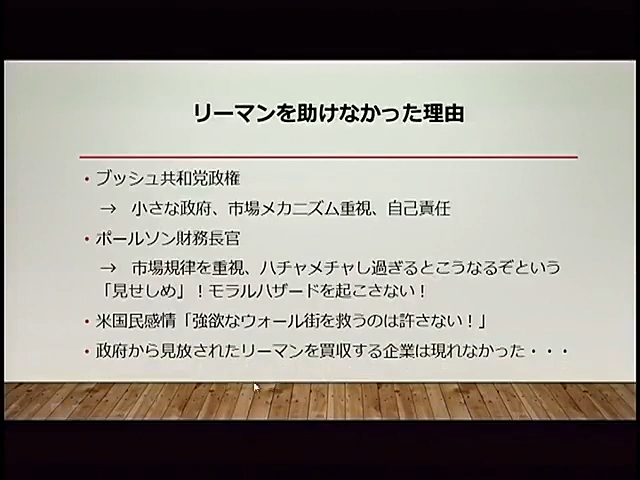 リーマンを助けなかった理由
・ブッシュ共和党政権
→ 小さな政府、市場メカニズム重視、自己責任
・ポールソン財務長官
→ 市場規律を重視、ハチャメチャし過ぎるとこうなるぞという
「見せしめ」！モラルハザードを起こさない！
・米国民感情「強欲なウォール街を救うのは許さない！」
・政府から見放されたリーマンを買収する企業は現れなかった・・・